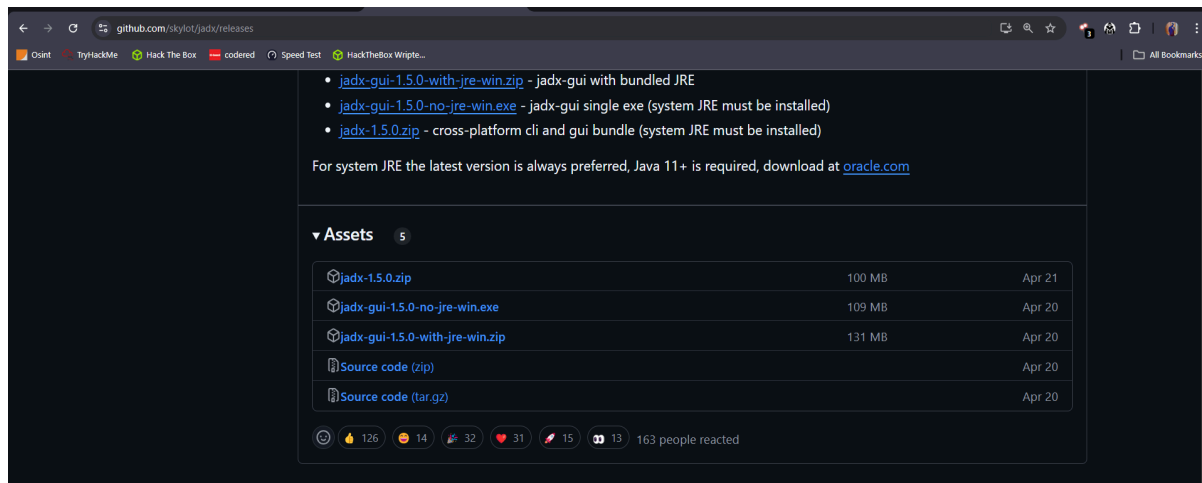 github.com/skylot/jadx/releases
3
Osint TryHackMe Hack The Box codered Speed Test HackTheBox Wripte... All Bookmarks
jadx-gui-1.5.0-with-jre-win.zip - jadx-gui with bundled JRE
jadx-gui-1.5.0-no-jre-win.exe - jadx-gui single exe (system JRE must be installed)
jadx-1.5.0.zip - cross-platform cli and gui bundle (system JRE must be installed)
For system JRE the latest version is always preferred, Java 11+ is required, download at oracle.com
Assets 5
jadx-1.5.0.zip 100 MB Apr 21
jadx-gui-1.5.0-no-jre-win.exe 109 MB Apr 20
jadx-gui-1.5.0-with-jre-win.zip 131 MB Apr 20
Source code (zip) Apr 20
Source code (tar.gz) Apr 20
126 14 32 31 15 13 163 people reacted